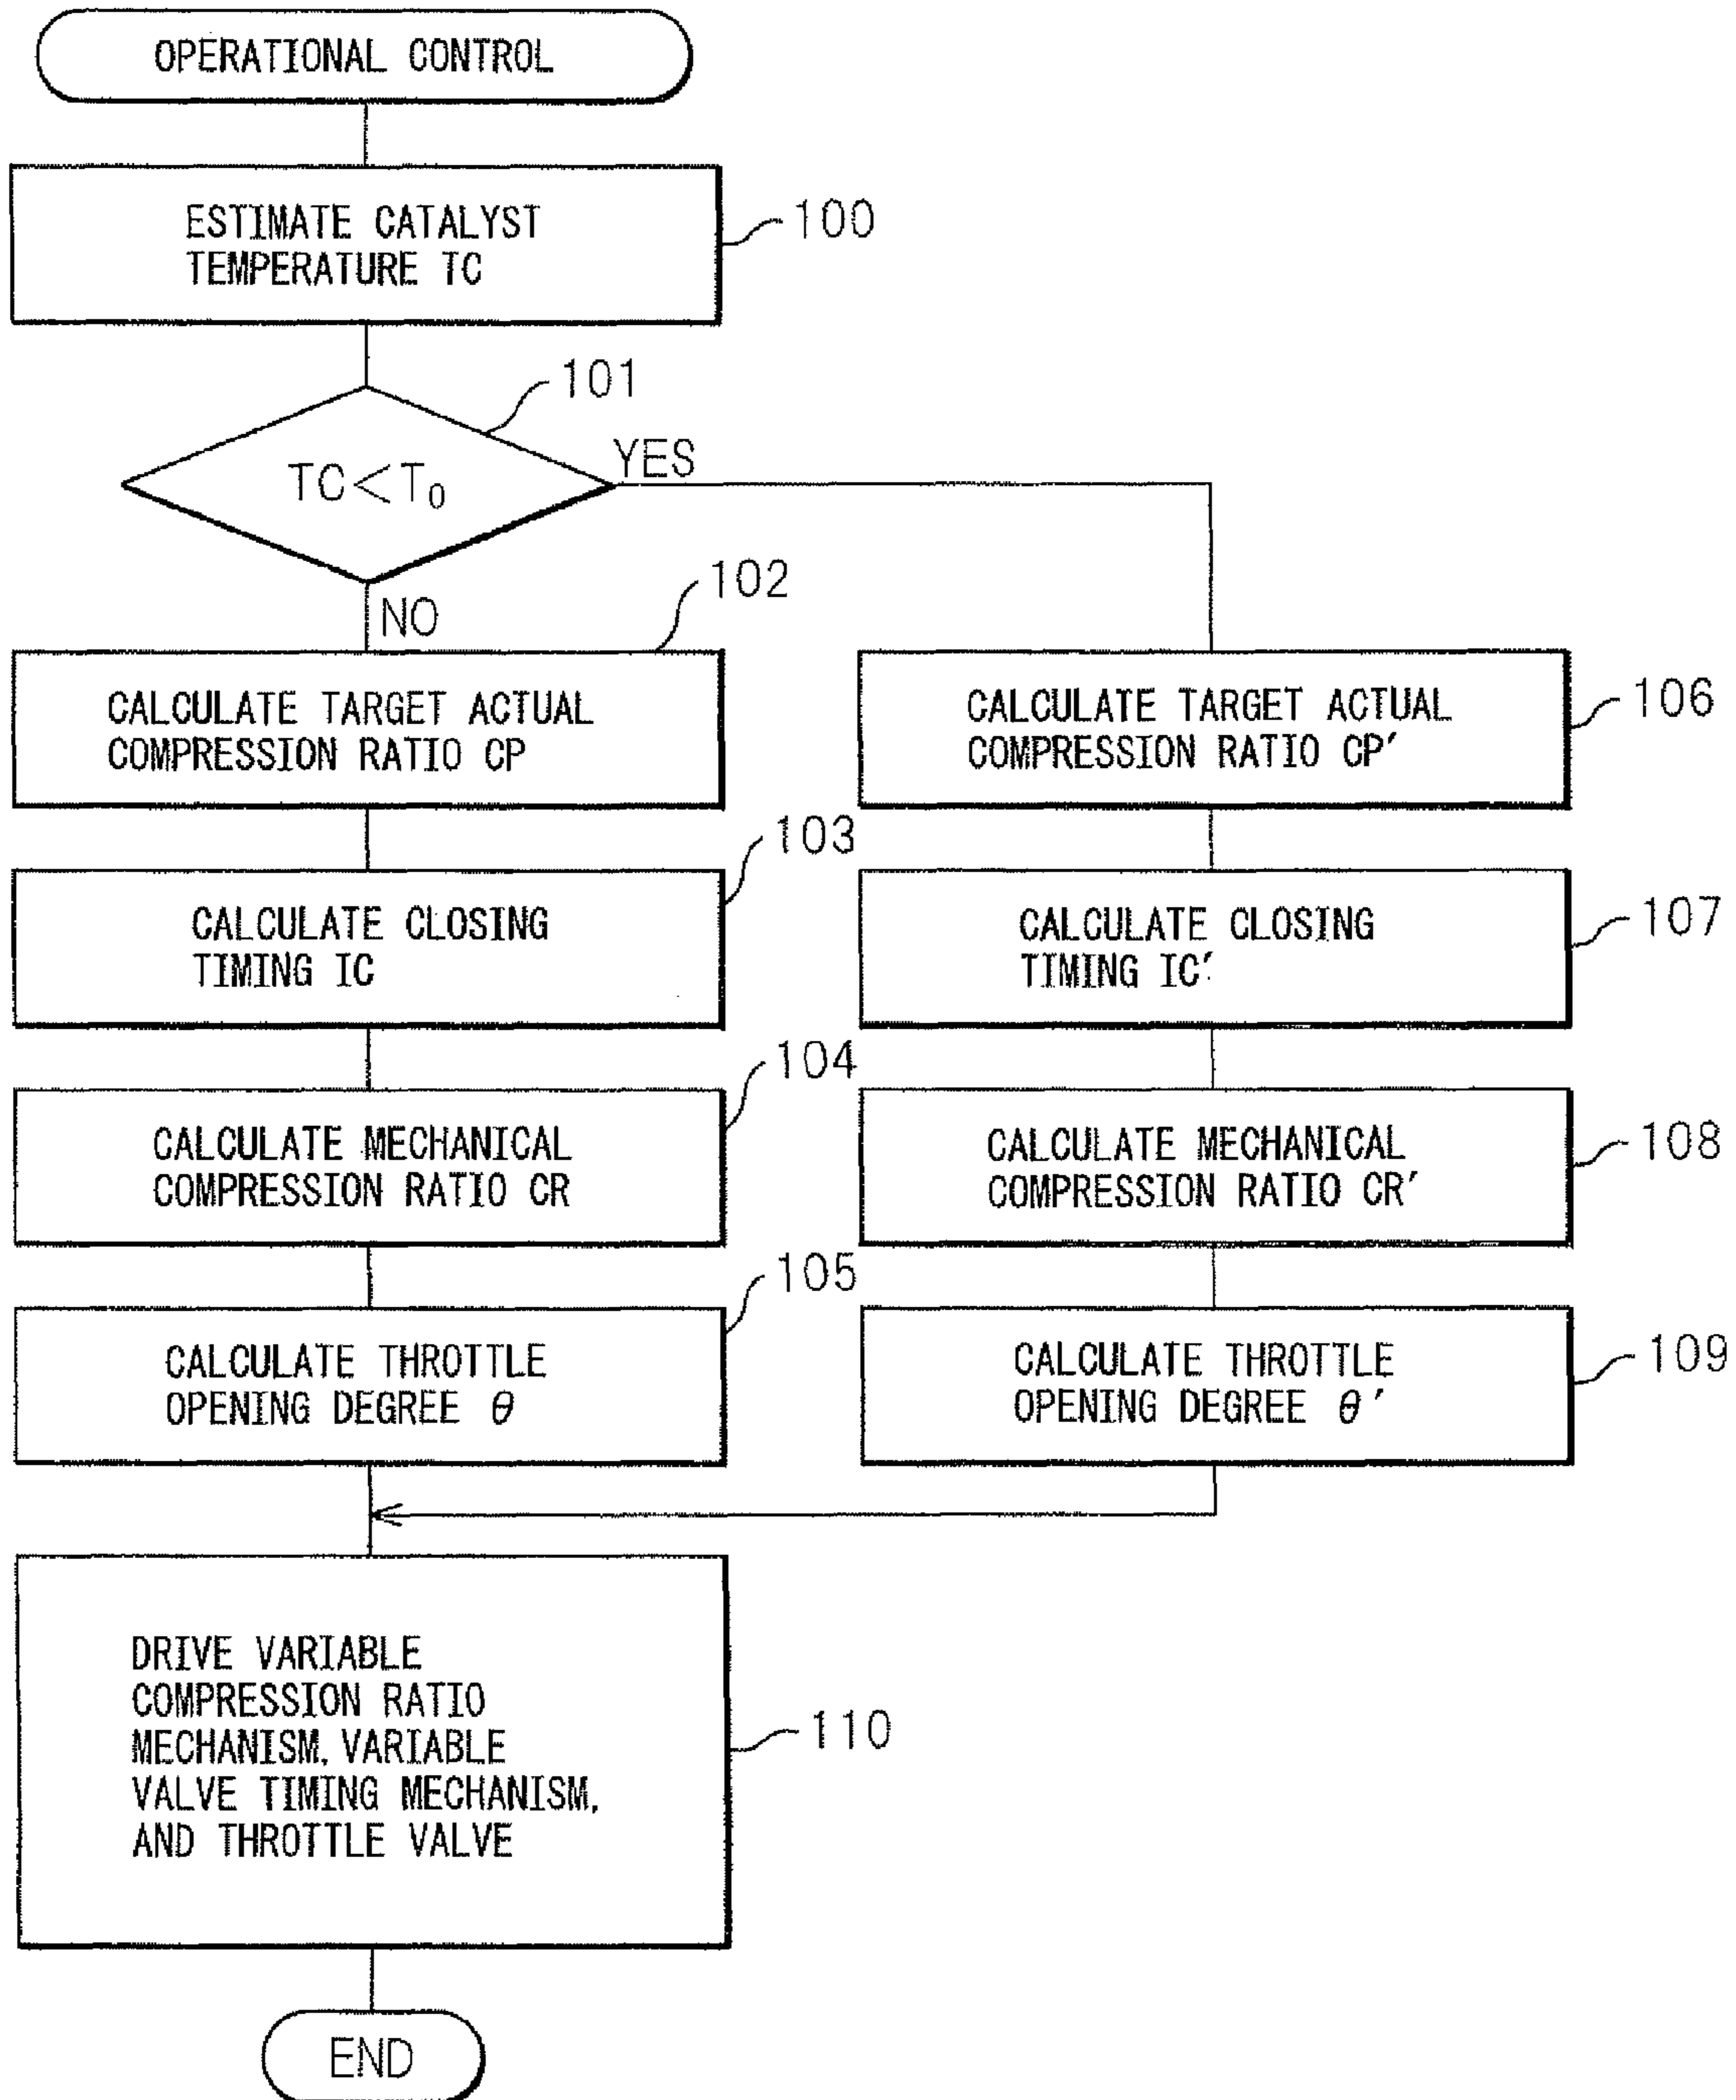 OPERATIONAL CONTROL
ESTIMATE CATALYST
TEMPERATURE TC
100
101
TC<T₀
YES
NO
102
CALCULATE TARGET ACTUAL
COMPRESSION RATIO CP
103
CALCULATE CLOSING
TIMING IC
104
CALCULATE MECHANICAL
COMPRESSION RATIO CR
105
CALCULATE THROTTLE
OPENING DEGREE θ
CALCULATE TARGET ACTUAL
COMPRESSION RATIO CP′
106
CALCULATE CLOSING
TIMING IC′
107
CALCULATE MECHANICAL
COMPRESSION RATIO CR′
108
CALCULATE THROTTLE
OPENING DEGREE θ′
109
DRIVE VARIABLE
COMPRESSION RATIO
MECHANISM, VARIABLE
VALVE TIMING MECHANISM,
AND THROTTLE VALVE
110
END